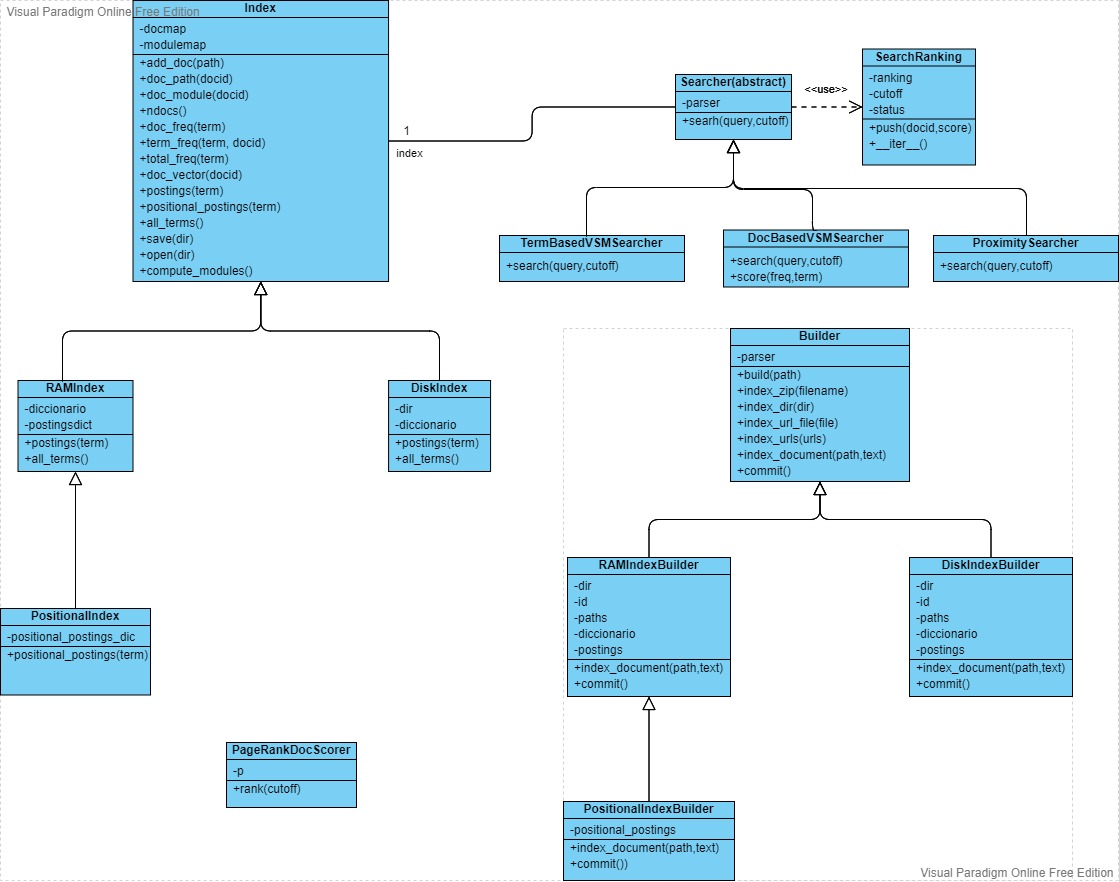 Visual Paradigm Online Free Edition
Index
-docmap
-modulemap
+add_doc(path)
+doc_path(docid)
+doc_module(docid)
+ndocs()
+doc_freq(term)
+term_freq(term, docid)
+total_freq(term)
+doc_vector(docid)
+postings(term)
+positional_postings(term)
+all_terms()
+save(dir)
+open(dir)
+compute_modules()
1
index
Searcher(abstract)
-parser
+searh(query,cutoff)
<<use>>
SearchRanking
-ranking
-cutoff
-status
+push(docid,score)
+__iter__()
TermBasedVSMSearcher
+search(query,cutoff)
DocBasedVSMSearcher
+search(query,cutoff)
+score(freq,term)
ProximitySearcher
+search(query,cutoff)
RAMIndex
-diccionario
-postingsdict
+postings(term)
+all_terms()
DiskIndex
-dir
-diccionario
+postings(term)
+all_terms()
Builder
-parser
+build(path)
+index_zip(filename)
+index_dir(dir)
+index_url_file(file)
+index_urls(urls)
+index_document(path,text)
+commit()
PositionalIndex
-positional_postings_dic
+positional_postings(term)
RAMIndexBuilder
-dir
-id
-paths
-diccionario
-postings
+index_document(path,text)
+commit()
DiskIndexBuilder
-dir
-id
-paths
-diccionario
-postings
+index_document(path,text)
+commit()
PageRankDocScorer
-p
+rank(cutoff)
PositionalIndexBuilder
-positional_postings
+index_document(path,text)
+commit())
Visual Paradigm Online Free Edition